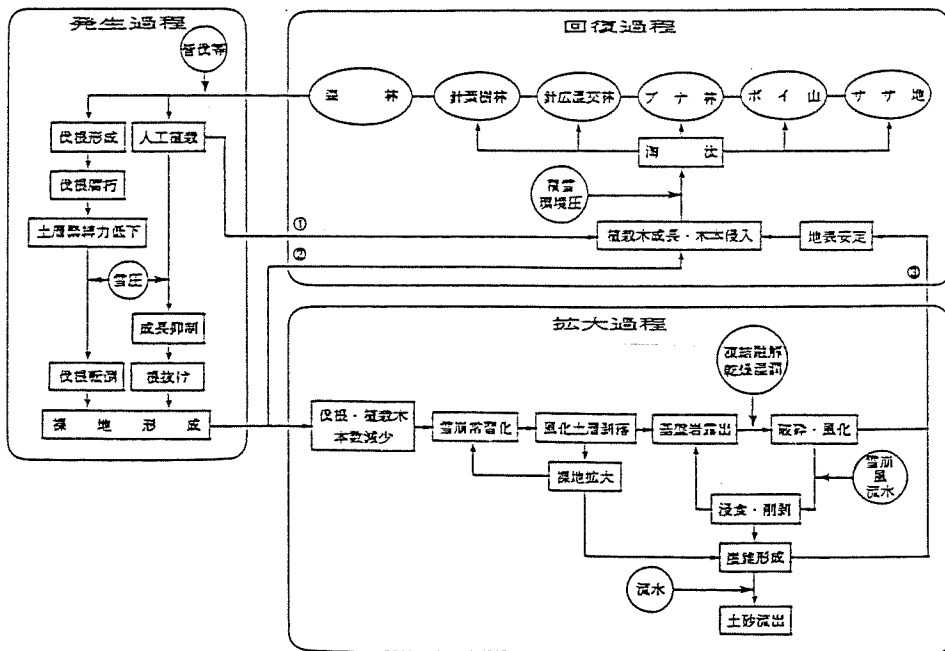 発生過程
皆伐等
伐根形成
人工植栽
伐根腐朽
土層緊縛力低下
雪圧
成長抑制
伐根転倒
根抜け
裸地形成
回復過程
森林
針葉樹林
針広混交林
ブナ林
ボイ山
ササ地
淘汰
積雪
環境圧
①
植栽木成長・木本侵入
地表安定
②
③
拡大過程
凍結融解
乾燥湿潤
伐根・植栽木
本数減少
雪崩常習化
風化土層剥落
基盤岩露出
破砕・風化
裸地拡大
雪崩
風
流水
浸食・削剥
崖錐形成
流水
土砂流出